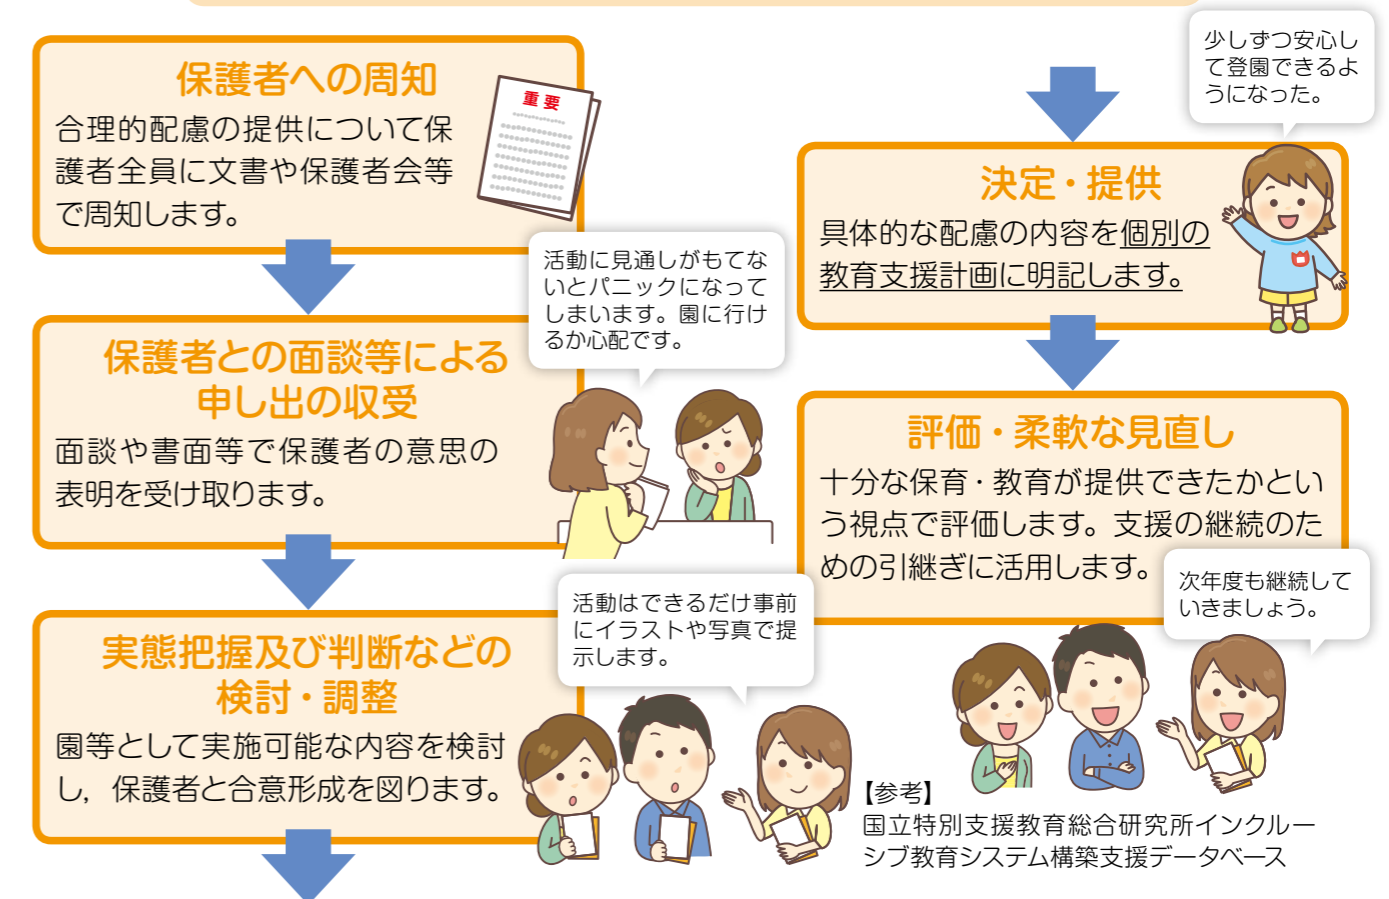 保護者への周知
合理的配慮の提供について保
護者全員に文書や保護者会等
で周知します。
重要
保護者との面談等による
申し出の収受
面談や書面等で保護者の意思の
表明を受け取ります。
活動に見通しがもてな
いとパニックになって
しまいます。園に行け
るか心配です。
実態把握及び判断などの
検討・調整
園等として実施可能な内容を検討
し，保護者と合意形成を図ります。
活動はできるだけ事前
にイラストや写真で提
示します。
少しずつ安心し
て登園できるよ
うになった。
決定・提供
具体的な配慮の内容を個別の
教育支援計画に明記します。
評価・柔軟な見直し
十分な保育・教育が提供できたかとい
う視点で評価します。支援の継続のた
めの引継ぎに活用します。
次年度も継続して
いきましょう。
【参考】
国立特別支援教育総合研究所インクルー
シブ教育システム構築支援データベース